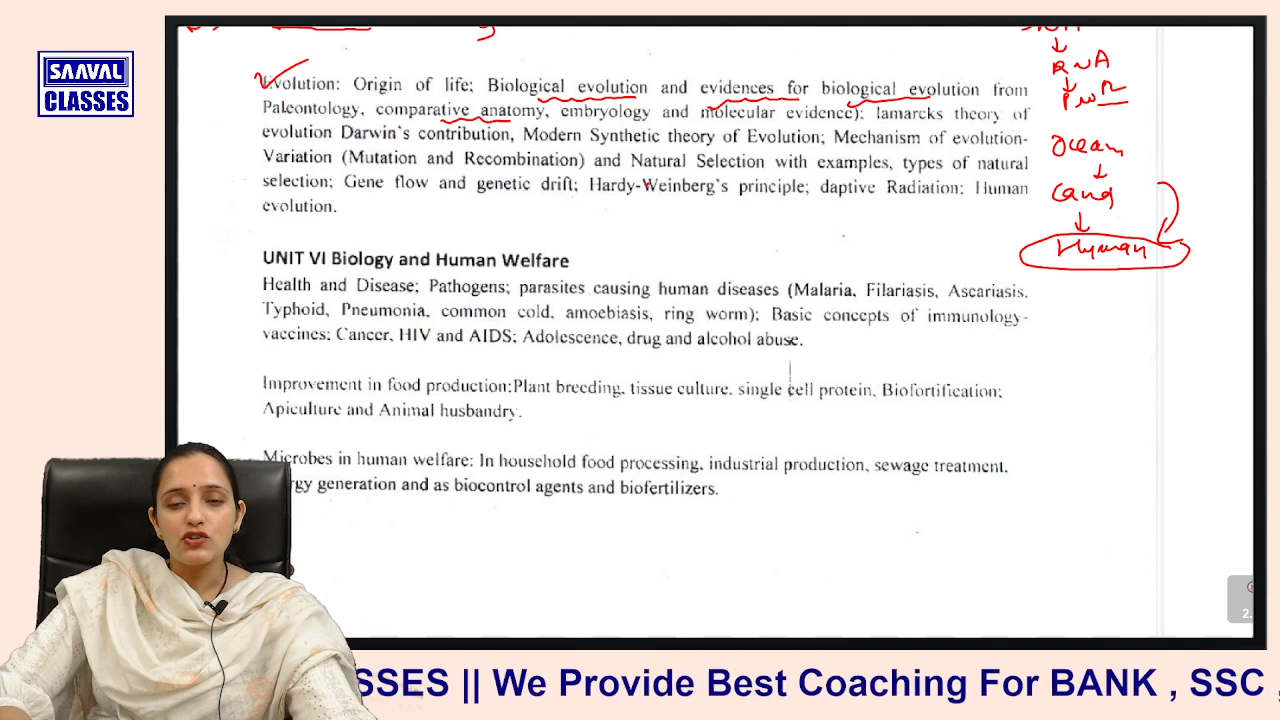 SAAVAL
CLASSES
Evolution: Origin of life; Biological evolution and evidences for biological evolution from
Paleontology, comparative anatomy, embryology and molecular evidence); lamarcks theory of
evolution Darwin's contribution, Modern Synthetic theory of Evolution; Mechanism of evolution-
Variation (Mutation and Recombination) and Natural Selection with examples, types of natural
selection; Gene flow and genetic drift; Hardy-Weinberg's principle; daptive Radiation; Human
evolution.
RNA
Ocean
Land
Human
UNIT VI Biology and Human Welfare
Health and Disease; Pathogens; parasites causing human diseases (Malaria, Filariasis, Ascariasis.
Typhoid, Pneumonia, common cold, amoebiasis, ring worm); Basic concepts of immunology-
vaccines; Cancer, HIV and AIDS; Adolescence, drug and alcohol abuse.
Improvement in food production:Plant breeding, tissue culture, single cell protein, Biofortification;
Apiculture and Animal husbandry.
Microbes in human welfare: In household food processing, industrial production, sewage treatment.
rgy generation and as biocontrol agents and biofertilizers.
2.
SSES || We Provide Best Coaching For BANK , SSC ,